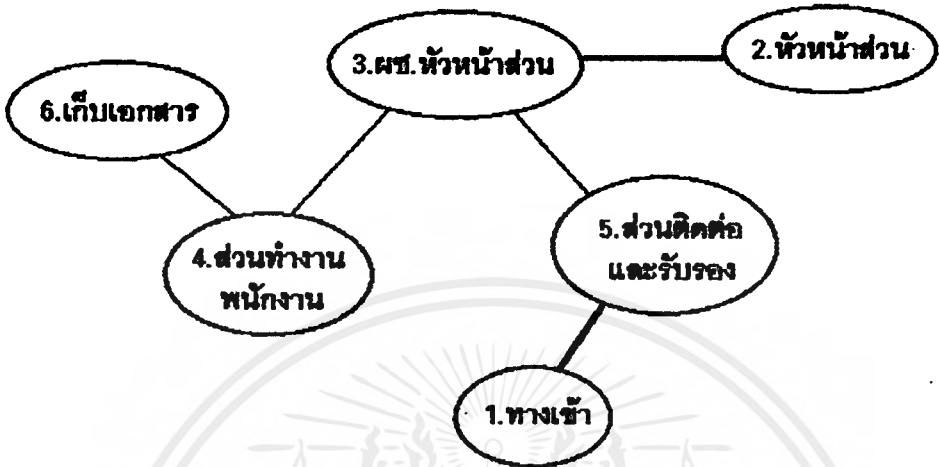 3.ผช.หัวหน้าส่วน
2.หัวหน้าส่วน
6.เก็บเอกสาร
5.ส่วนติดต่อ
และรับรอง
4.ส่วนทำงาน
พนักงาน
1.ทางเข้า